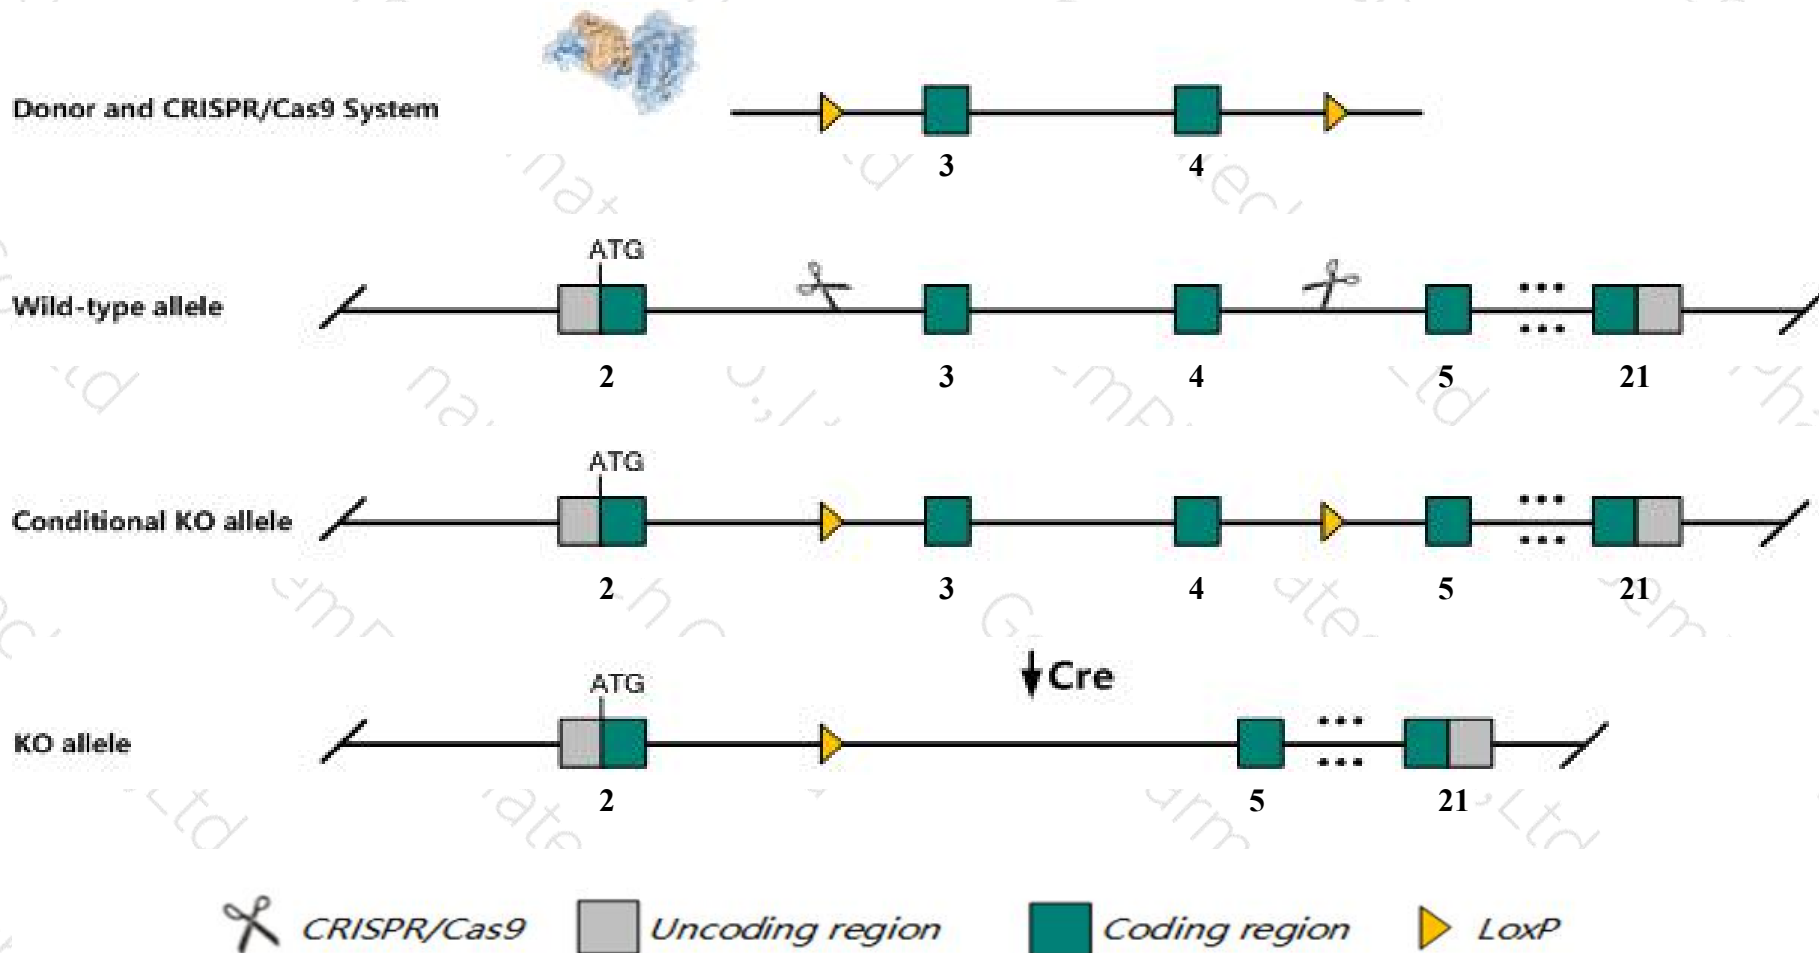 Donor and CRISPR/Cas9 System
3 4
ATG
Wild-type allele
2 3 4 5 21
ATG
Conditional KO allele
2 3 4 5 21
Cre
ATG
KO allele
2 5 21
CRISPR/Cas9 Uncoding region Coding region LoxP